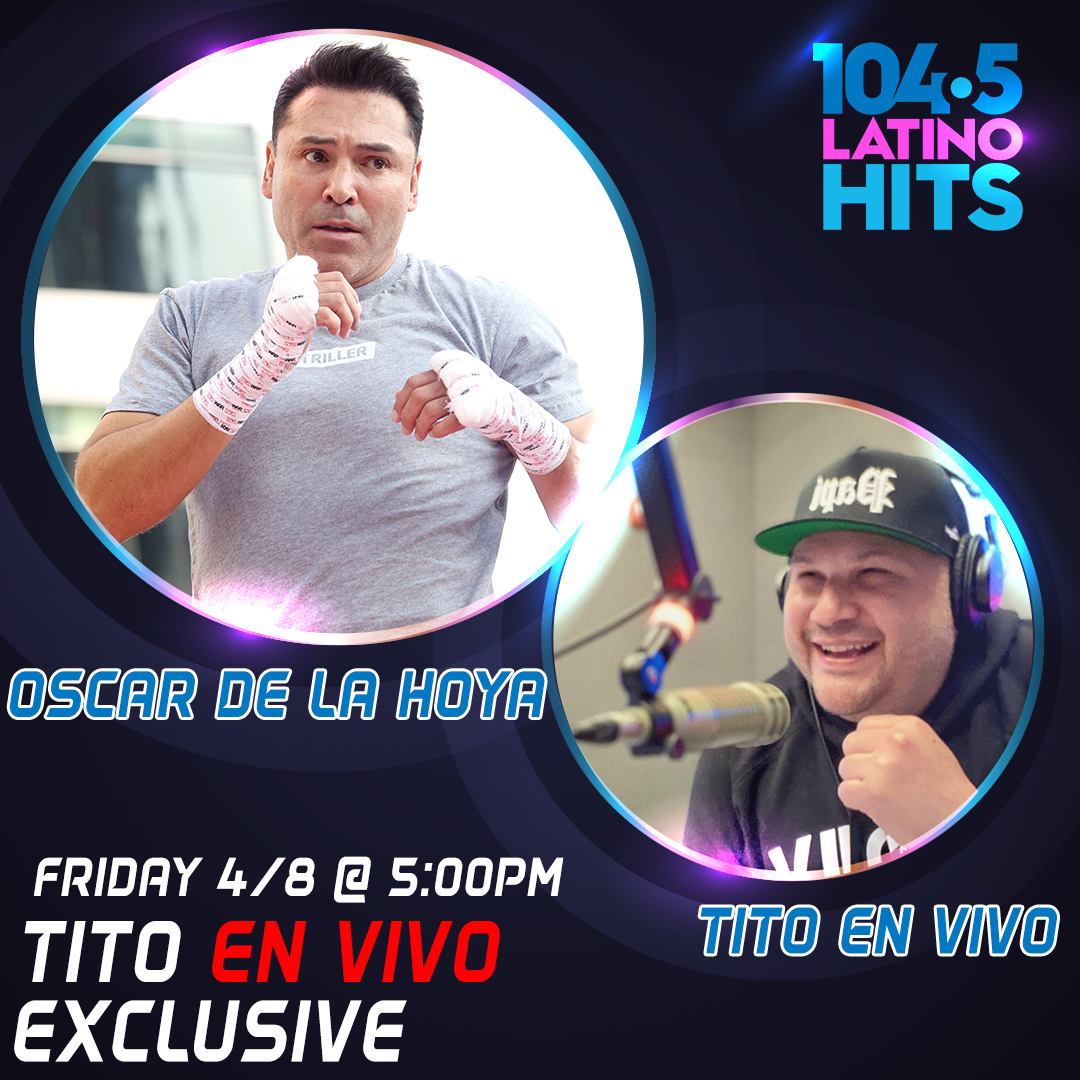 104.5
LATINO
HITS
TRILLER
OSCAR DE LA HOYA
FRIDAY 4/8 @ 5:00PM
TITO EN VIVO
EXCLUSIVE
TITO EN VIVO